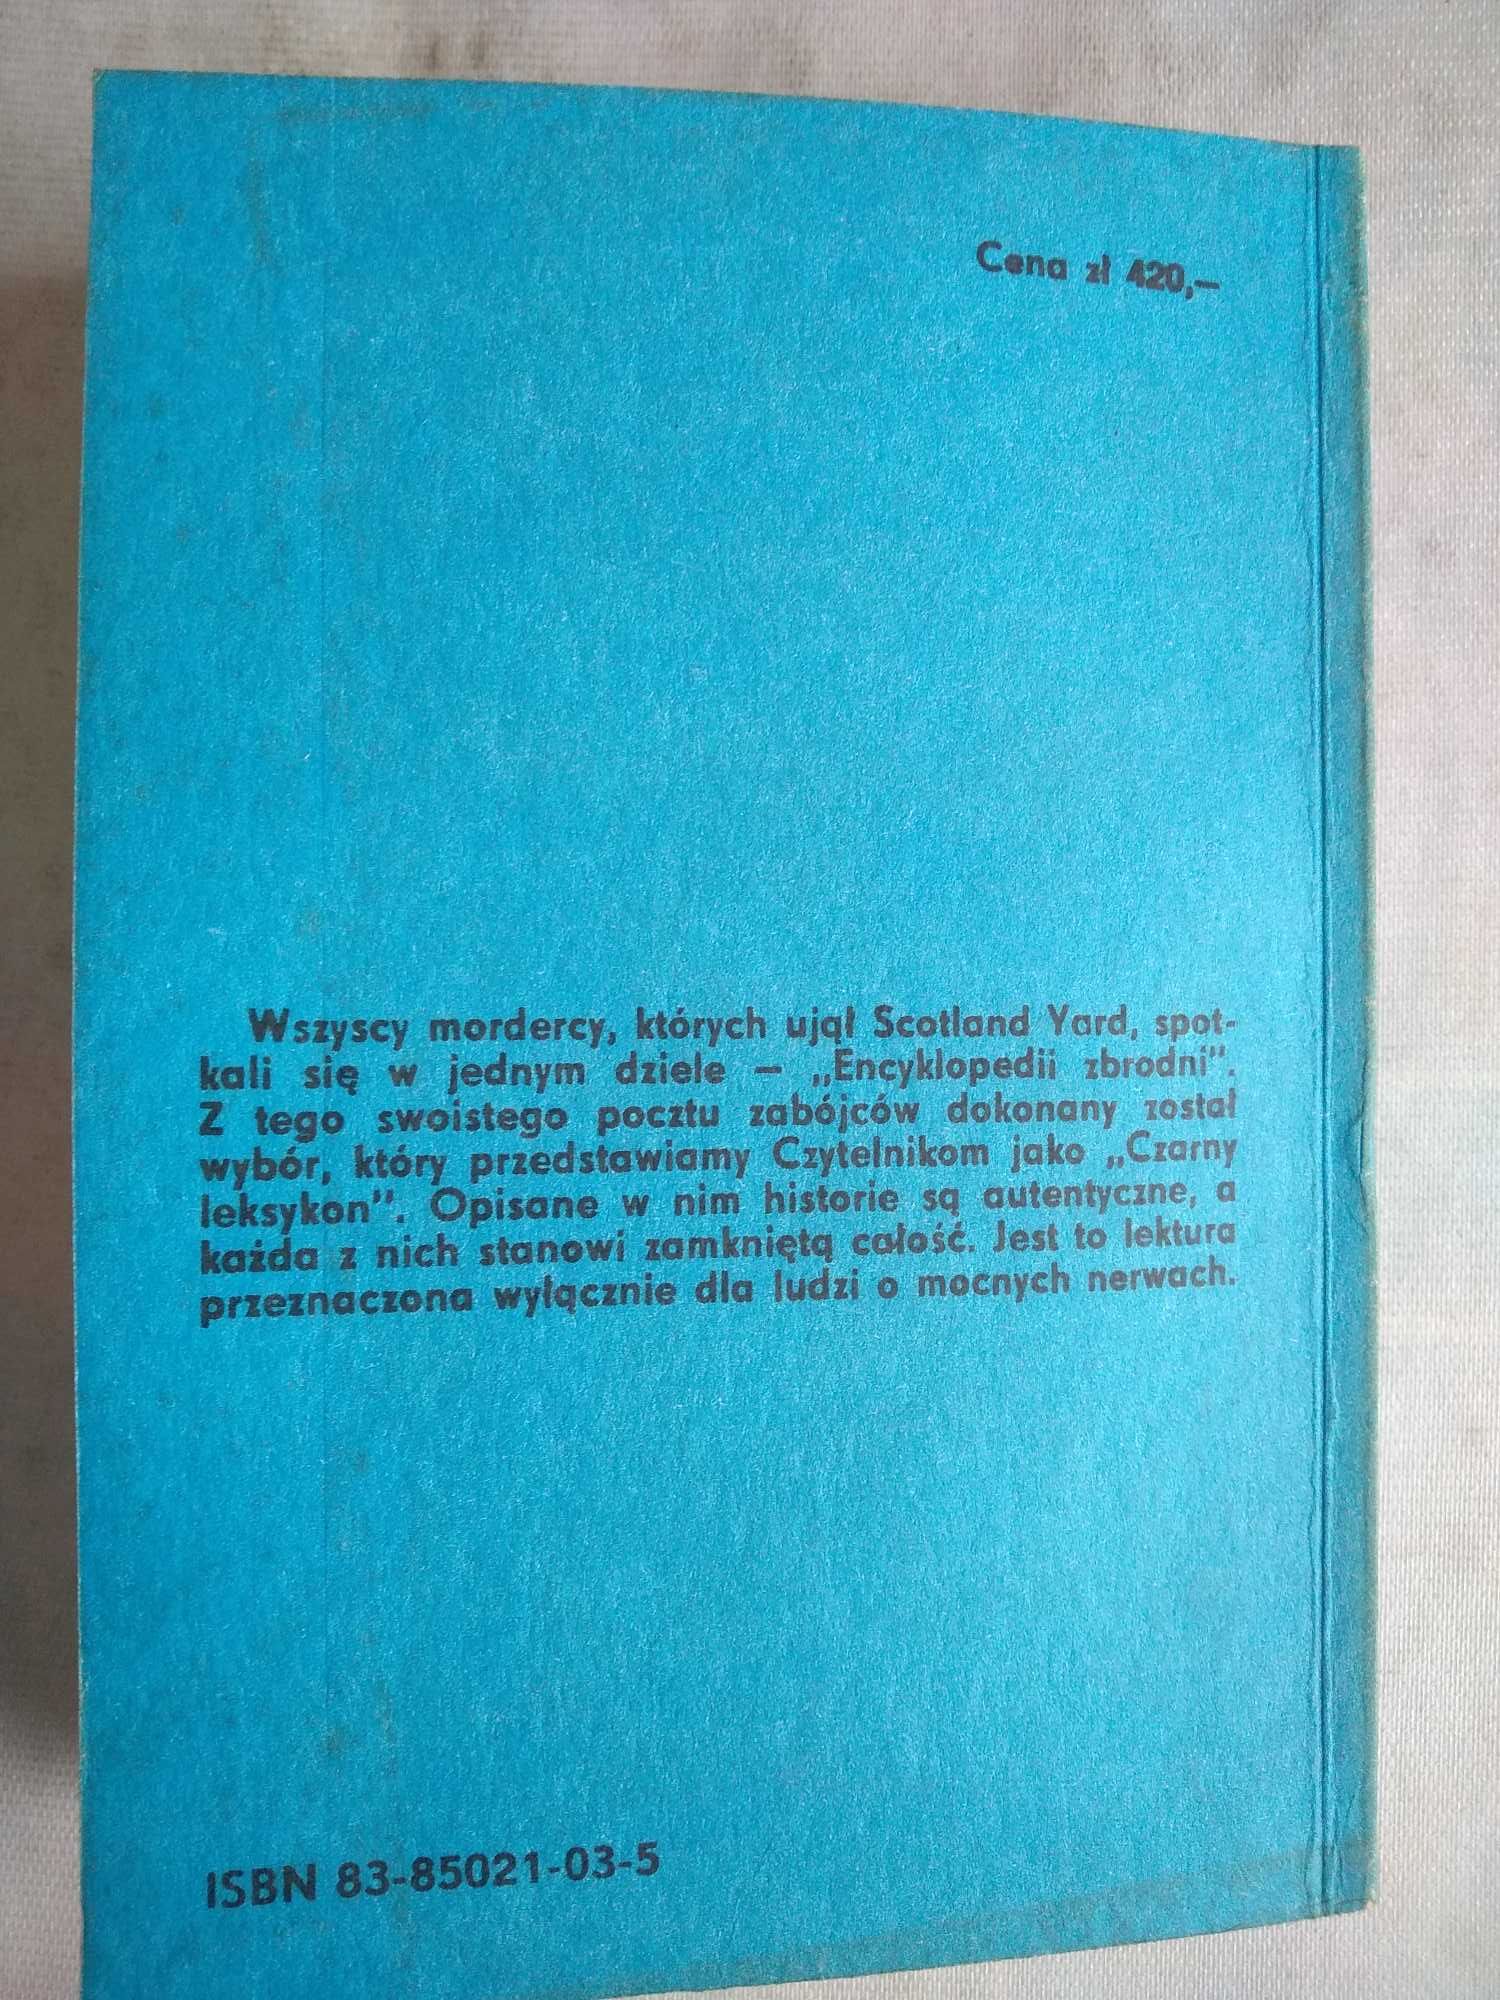 Cena zł 420,—
Wszyscy mordercy, których ujął Scotland Yard, spot-
kali się w jednym dziele — „Encyklopedii zbrodni".
Z tego swoistego pocztu zabójców dokonany został
wybór, który przedstawiamy Czytelnikom jako „Czarny
leksykon". Opisane w nim historie są autentyczne, a
każda z nich stanowi zamkniętą całość. Jest to lektura
przeznaczona wyłącznie dla ludzi o mocnych nerwach.
ISBN 83-85021-03-5